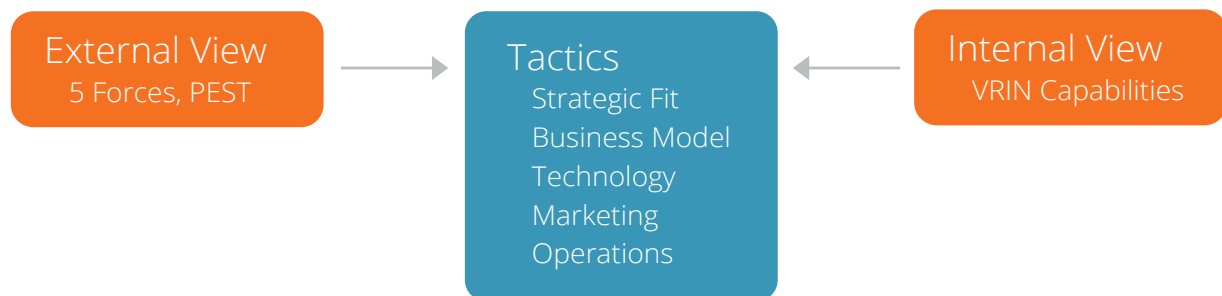 External View
5 Forces, PEST
Tactics
Strategic Fit
Business Model
Technology
Marketing
Operations
Internal View
VRIN Capabilities